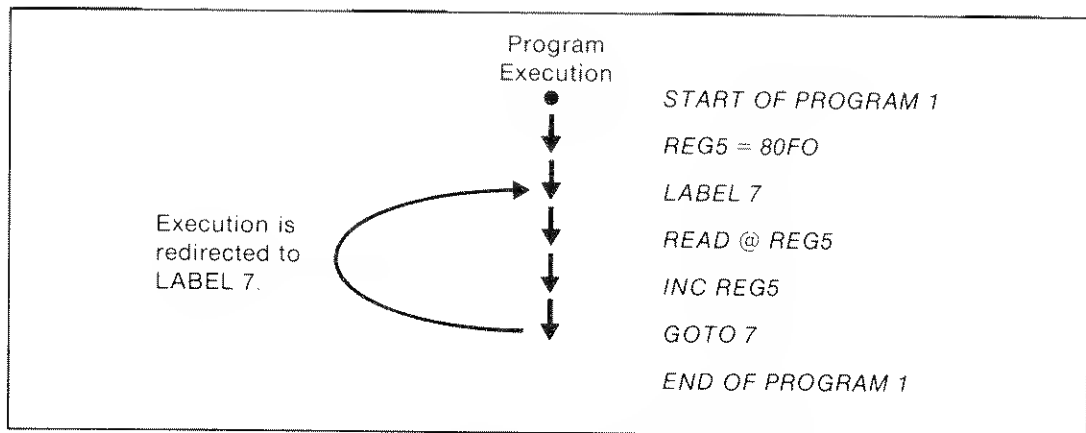 Program
Execution
START OF PROGRAM 1
REG5 = 80F0
LABEL 7
Execution is
redirected to
LABEL 7.
READ @ REG5
INC REG5
GOTO 7
END OF PROGRAM 1